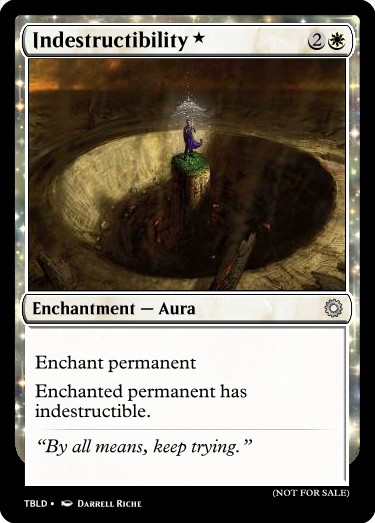 Indestructibility ★ 2
Enchantment — Aura
Enchant permanent
Enchanted permanent has
indestructible.
“By all means, keep trying.”
(NOT FOR SALE)
TBLD • DARRELL RICHE